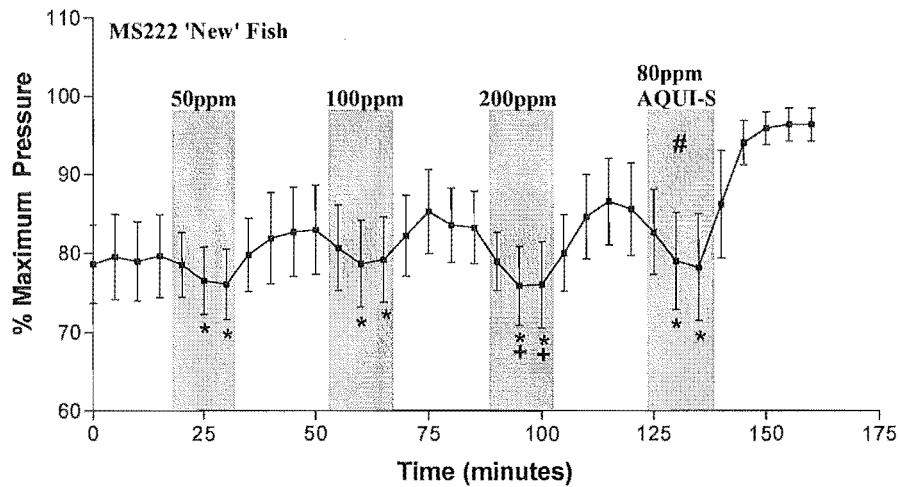 MS222 'New' Fish
50ppm
100ppm
200ppm
80ppm
AQUI-S
#
* * * * * * * *
+ +
% Maximum Pressure
110
100
90
80
70
60
0 25 50 75 100 125 150 175
Time (minutes)